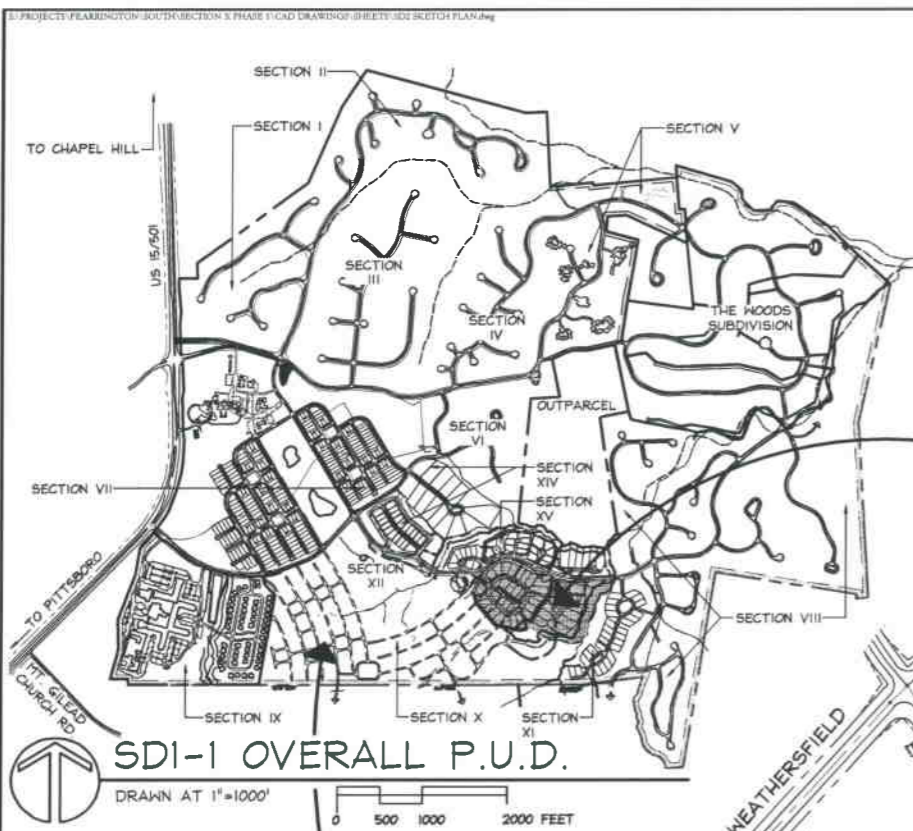 S:\PROJECTS\FEARRINGTON\SOUTH\SECTION X PHASE 1\CAD DRAWINGS\SHEETS\SD2 SKETCH PLAN.dwg
SECTION II
SECTION I
SECTION V
TO CHAPEL HILL
US 15/501
SECTION
III
SECTION
IV
THE WOODS
SUBDIVISION
OUTPARCEL
SECTION
VI
SECTION
XIV
SECTION VII
SECTION
XV
SECTION
XII
TO PITTSBORO
SECTION VIII
MT. GILEAD
CHURCH RD
SECTION IX
SECTION X
SECTION
XI
WEATHERSFIELD
SD1-1 OVERALL P.U.D.
DRAWN AT 1"=1000'
0 500 1000 2000 FEET